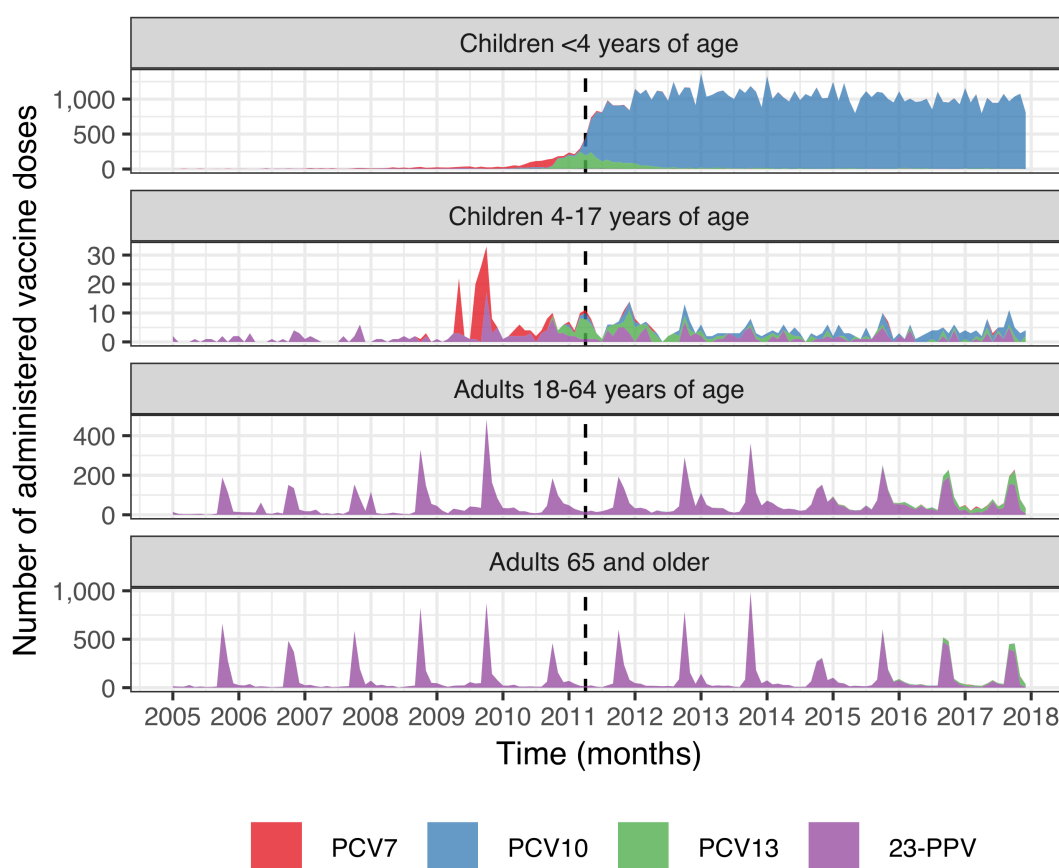 Number of administered vaccine doses
Children <4 years of age
1,000
500
0
Children 4-17 years of age
30
20
10
0
Adults 18-64 years of age
400
200
0
Adults 65 and older
1,000
500
0
2005 2006 2007 2008 2009 2010 2011 2012 2013 2014 2015 2016 2017 2018
Time (months)
PCV7 PCV10 PCV13 23-PPV